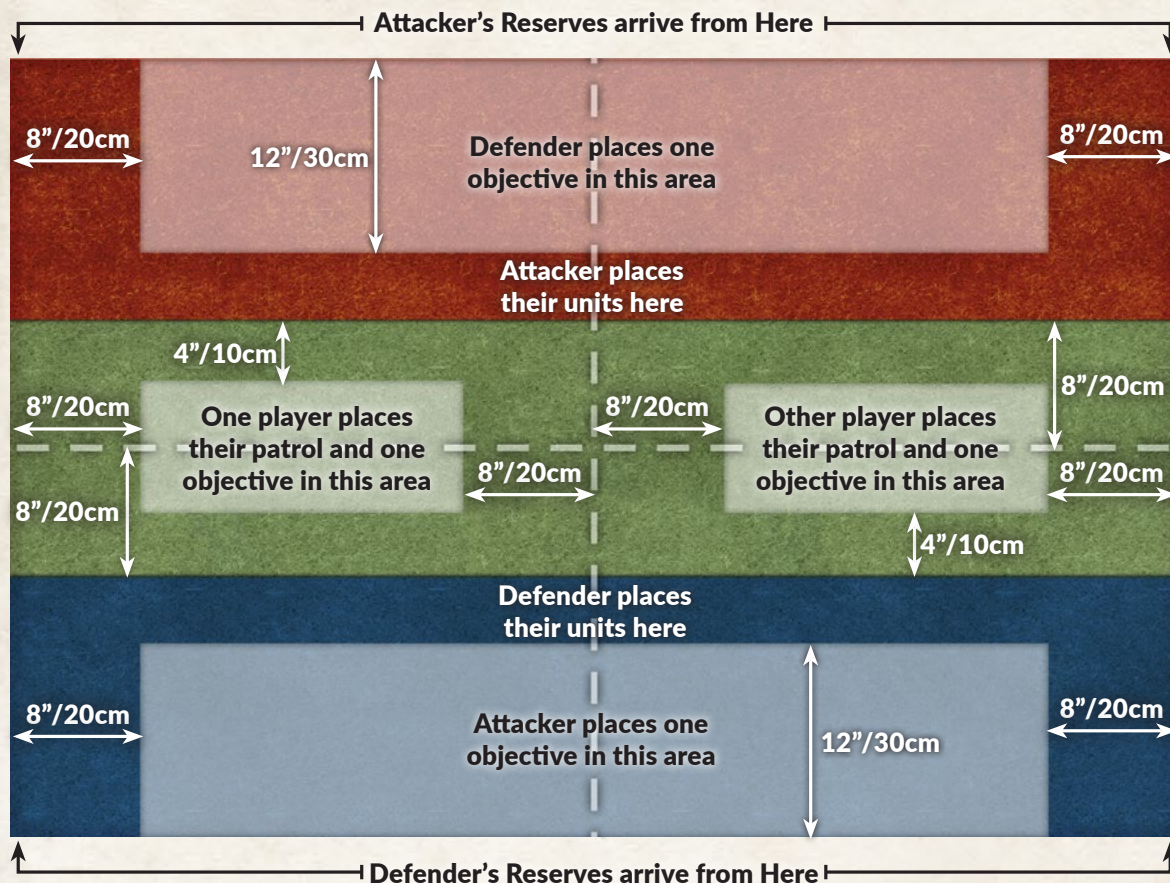 Attacker’s Reserves arrive from Here
8”/20cm
12”/30cm
Defender places one
objective in this area
8”/20cm
Attacker places
their units here
4”/10cm
8”/20cm
8”/20cm
One player places
their patrol and one
objective in this area
8”/20cm
Other player places
their patrol and one
objective in this area
8”/20cm
8”/20cm
8”/20cm
4”/10cm
Defender places
their units here
8”/20cm
Attacker places one
objective in this area
12”/30cm
8”/20cm
Defender’s Reserves arrive from Here